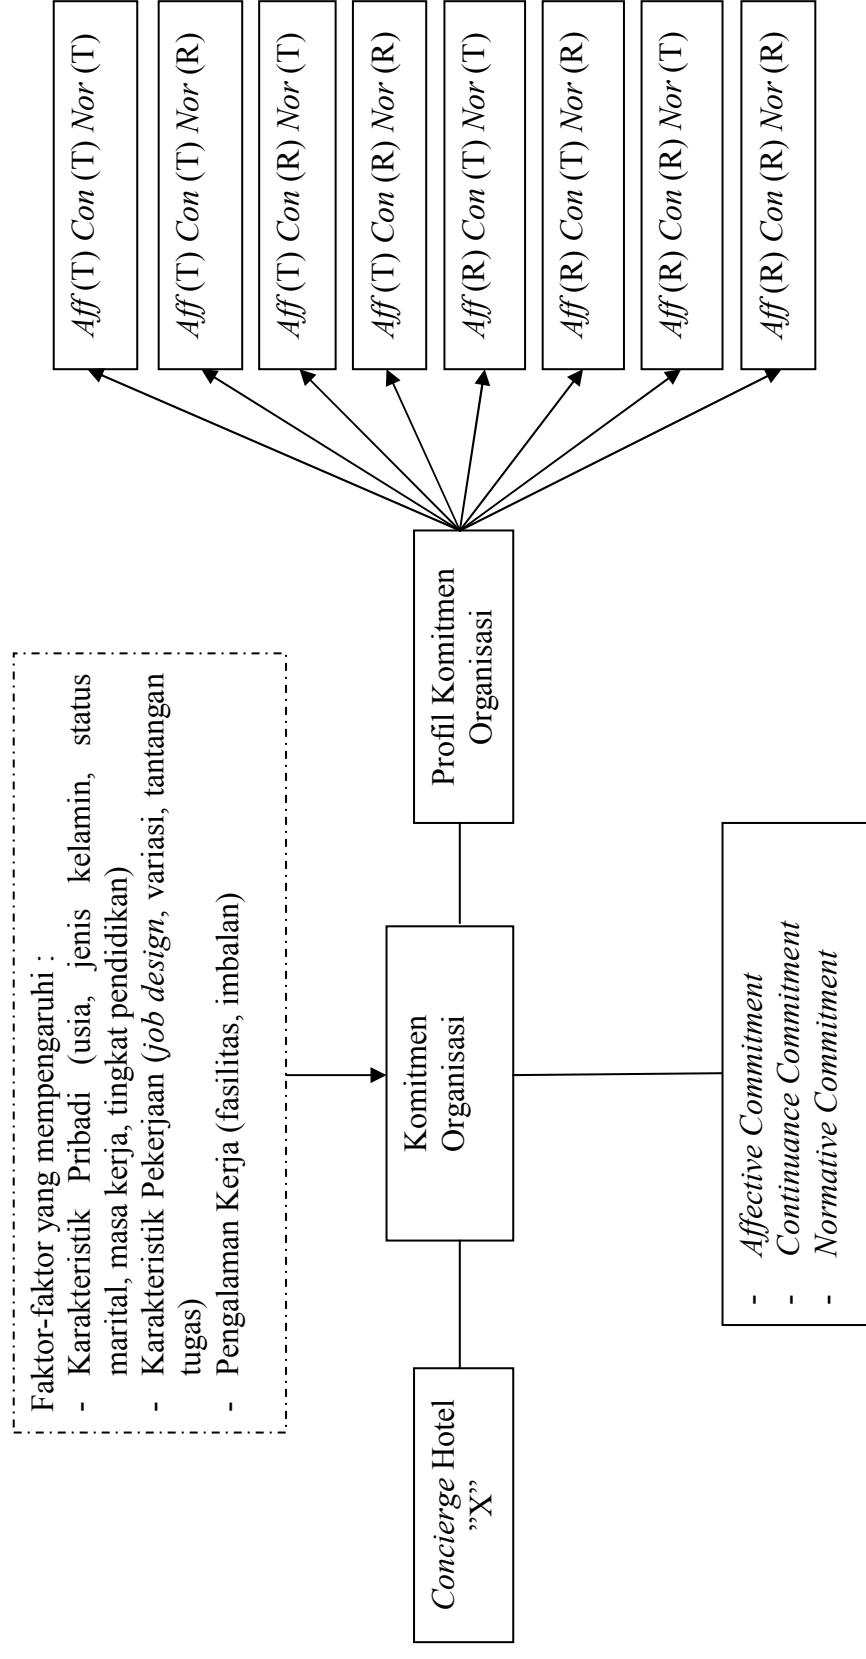 Faktor-faktor yang mempengaruhi :
- Karakteristik Pribadi (usia, jenis kelamin, status
marital, masa kerja, tingkat pendidikan)
- Karakteristik Pekerjaan (job design, variasi, tantangan
tugas)
- Pengalaman Kerja (fasilitas, imbalan)
Concierge Hotel
”X”
Komitmen
Organisasi
Profil Komitmen
Organisasi
- Affective Commitment
- Continuance Commitment
- Normative Commitment
Aff (T) Con (T) Nor (T)
Aff (T) Con (T) Nor (R)
Aff (T) Con (R) Nor (T)
Aff (T) Con (R) Nor (R)
Aff (R) Con (T) Nor (T)
Aff (R) Con (T) Nor (R)
Aff (R) Con (R) Nor (T)
Aff (R) Con (R) Nor (R)